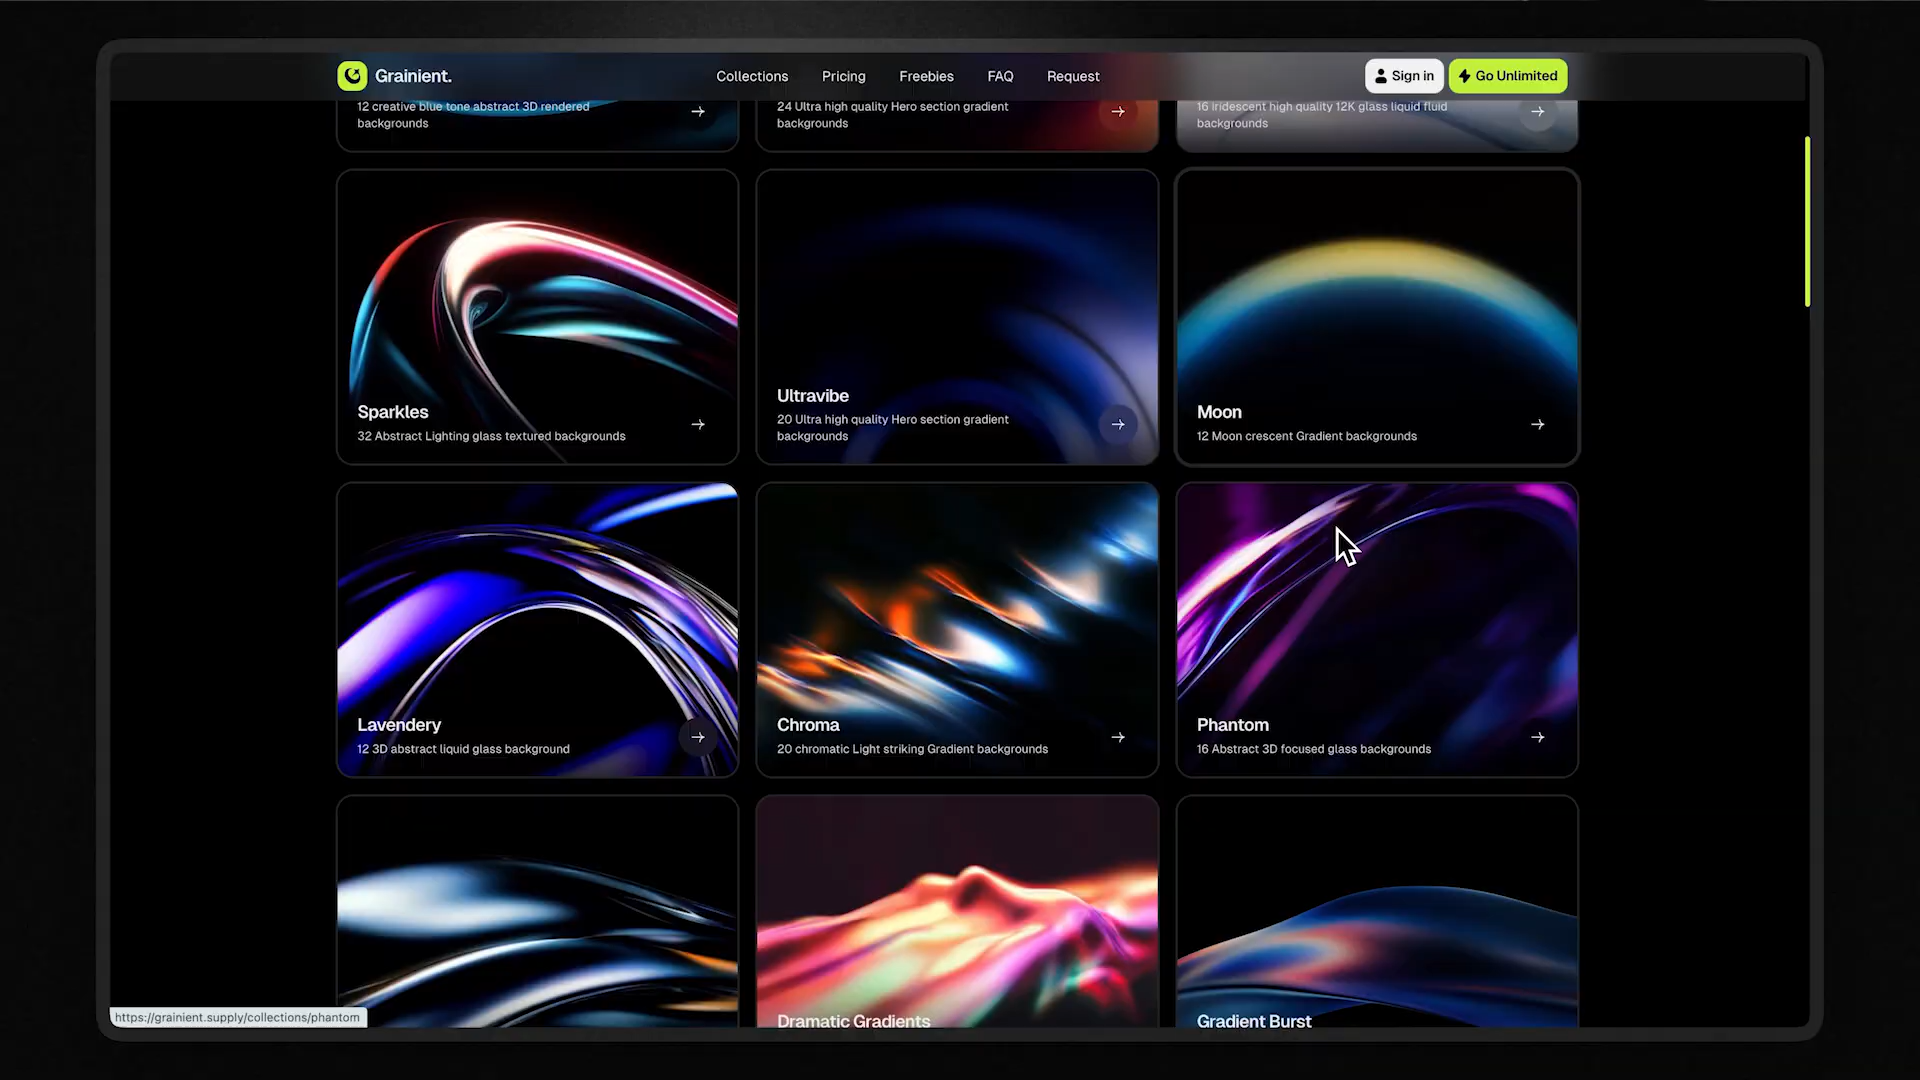 Grainient.
Collections
Pricing
Freebies
FAQ
Request
Sign in
Go Unlimited
12 creative blue tone abstract 3D rendered
backgrounds
24 Ultra high quality Hero section gradient
backgrounds
16 iridescent high quality 12K glass liquid fluid
backgrounds
Sparkles
32 Abstract Lighting glass textured backgrounds
Ultravibe
20 Ultra high quality Hero section gradient
backgrounds
Moon
12 Moon crescent Gradient backgrounds
Lavendery
12 3D abstract liquid glass background
Chroma
20 chromatic Light striking Gradient backgrounds
Phantom
16 Abstract 3D focused glass backgrounds
Dramatic Gradients
Gradient Burst
https://grainient.supply/collections/phantom